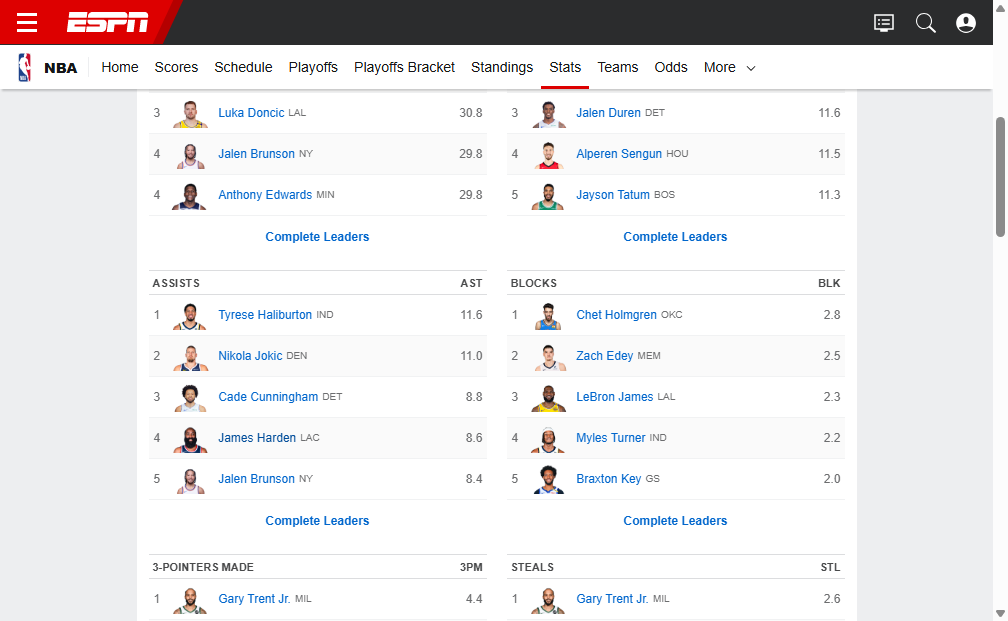 ESPN
NBA Home Scores Schedule Playoffs Playoffs Bracket Standings Stats Teams Odds More
3 Luka Doncic LAL 30.8
4 Jalen Brunson NY 29.8
4 Anthony Edwards MIN 29.8
Complete Leaders
3 Jalen Duren DET 11.6
4 Alperen Sengun HOU 11.5
5 Jayson Tatum BOS 11.3
Complete Leaders
ASSISTS AST
1 Tyrese Haliburton IND 11.6
2 Nikola Jokic DEN 11.0
3 Cade Cunningham DET 8.8
4 James Harden LAC 8.6
5 Jalen Brunson NY 8.4
Complete Leaders
BLOCKS BLK
1 Chet Holmgren OKC 2.8
2 Zach Edey MEM 2.5
3 LeBron James LAL 2.3
4 Myles Turner IND 2.2
5 Braxton Key GS 2.0
Complete Leaders
3-POINTERS MADE 3PM
1 Gary Trent Jr. MIL 4.4
STEALS STL
1 Gary Trent Jr. MIL 2.6